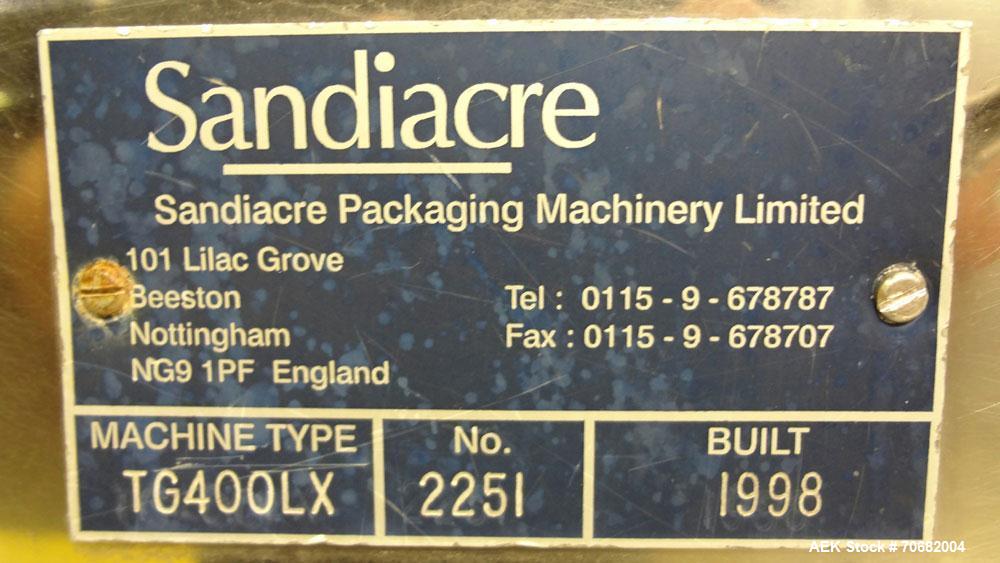 Sandiacre
Sandiacre Packaging Machinery Limited
101 Lilac Grove
Beeston
Nottingham
NG9 1PF England
Tel : 0115 - 9 - 678787
Fax : 0115 - 9 - 678707
MACHINE TYPE
TG400LX
No.
2251
BUILT
1998
AEK Stock # 70682004